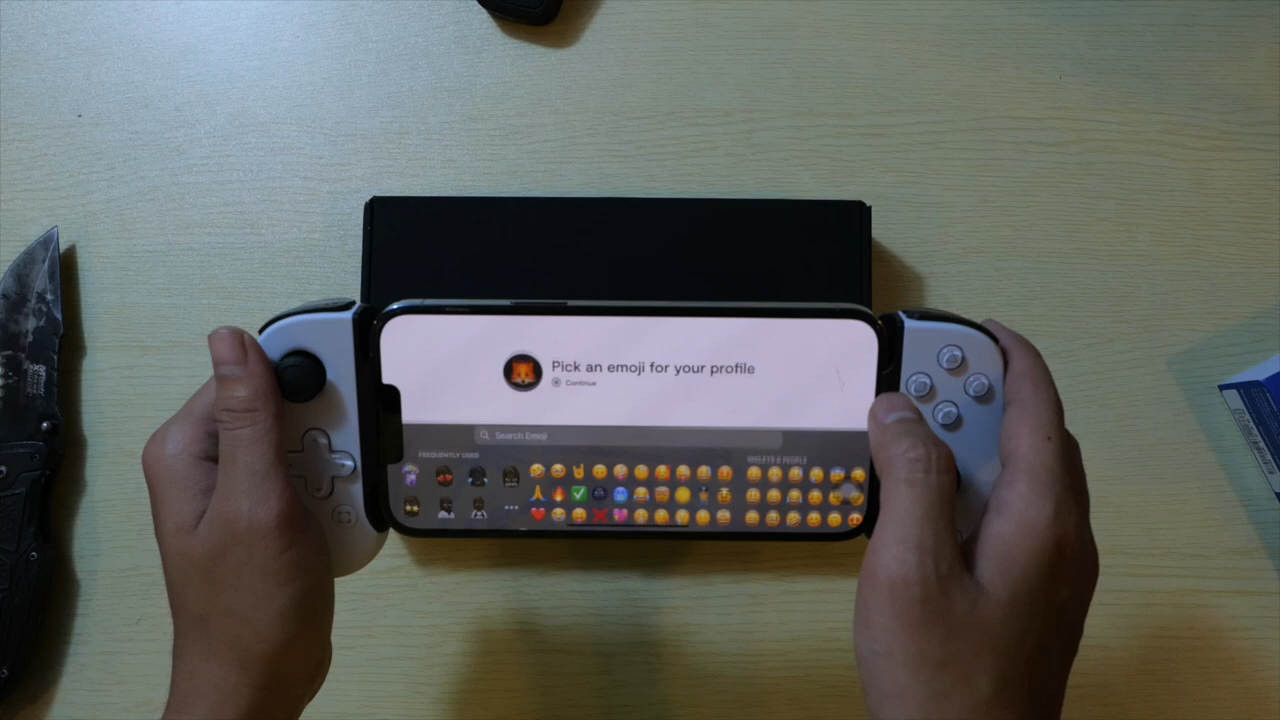 Pick an emoji for your profile
Continue
Search Emoji
FREQUENTLY USED